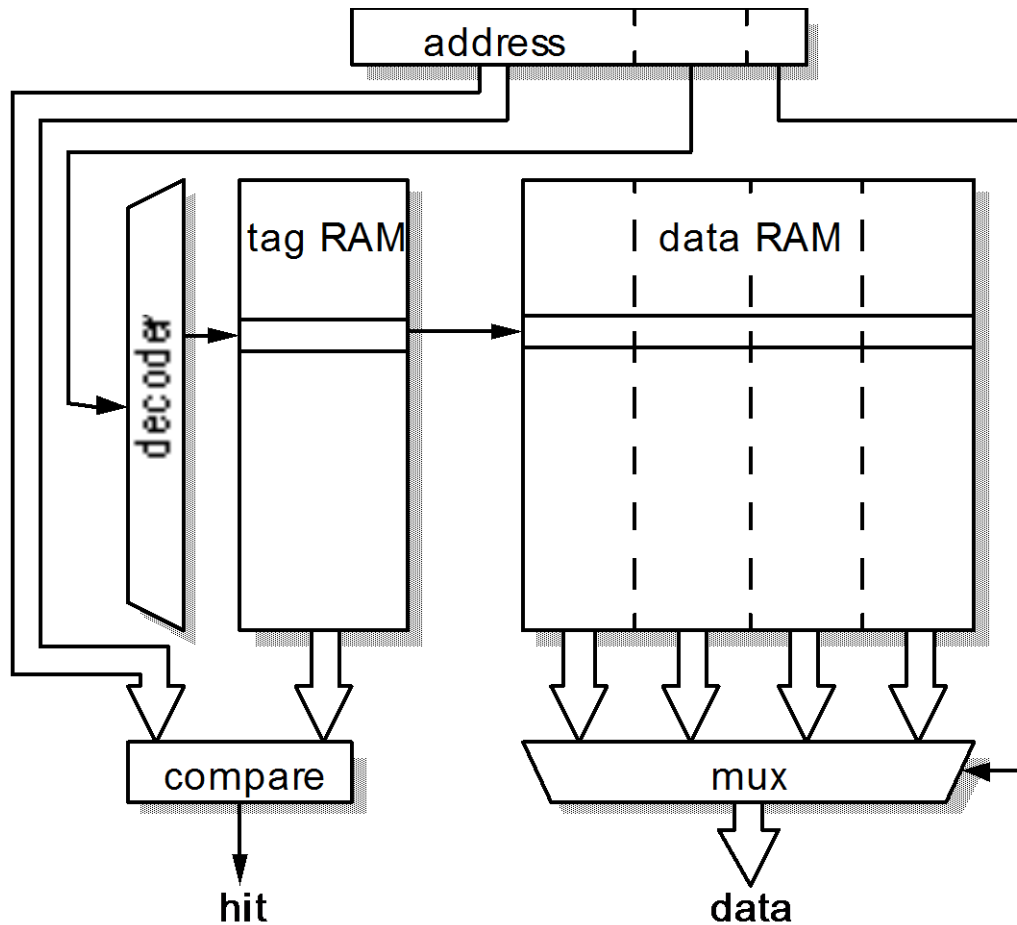 address
tag RAM
data RAM
decoder
compare
mux
hit
data